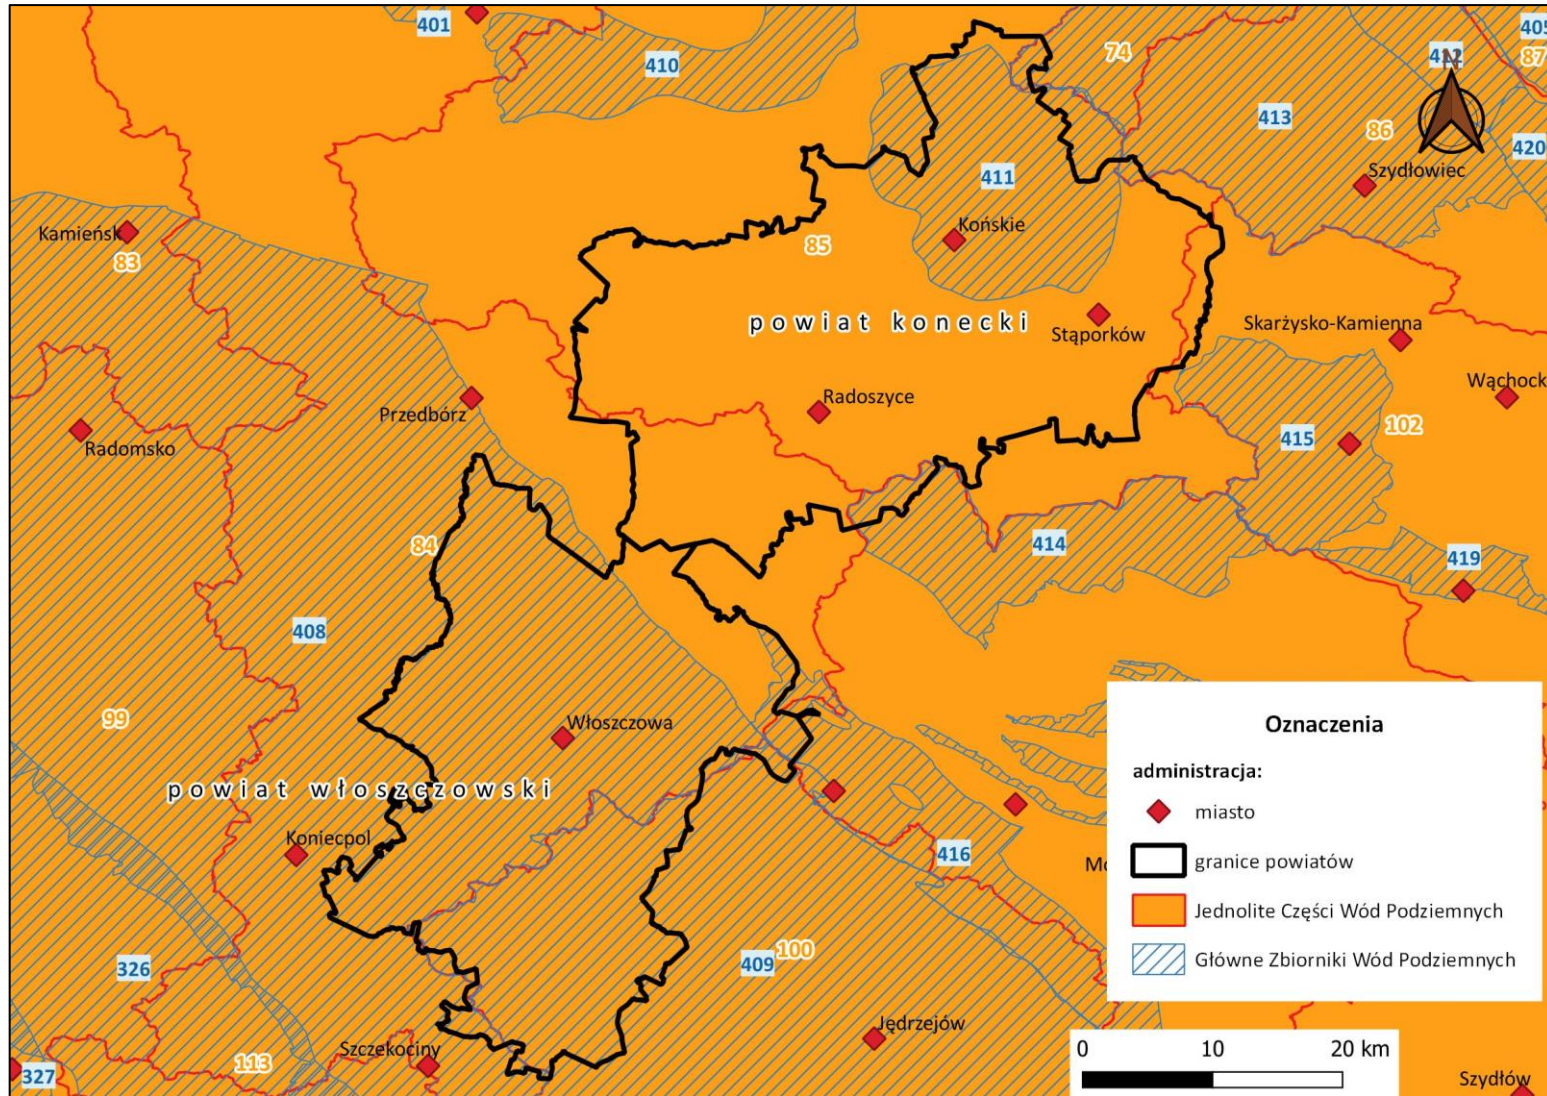 401
410
74
412
N
405
87
413
86
420
Szydłowiec
411
Kamieńsk
83
85
Końskie
powiat konecki
Stąporków
Skarżysko-Kamienna
Przedbórz
Radoszyce
Wąchock
Radomsko
415
102
84
414
419
408
99
Włoszczowa
powiat włoszczowski
Koniecpol
416
326
409
100
Jędrzejów
Szczekociny
113
327
Oznaczenia
administracja:
miasto
granice powiatów
Jednolite Części Wód Podziemnych
Główne Zbiorniki Wód Podziemnych
0 10 20 km
Szydłów